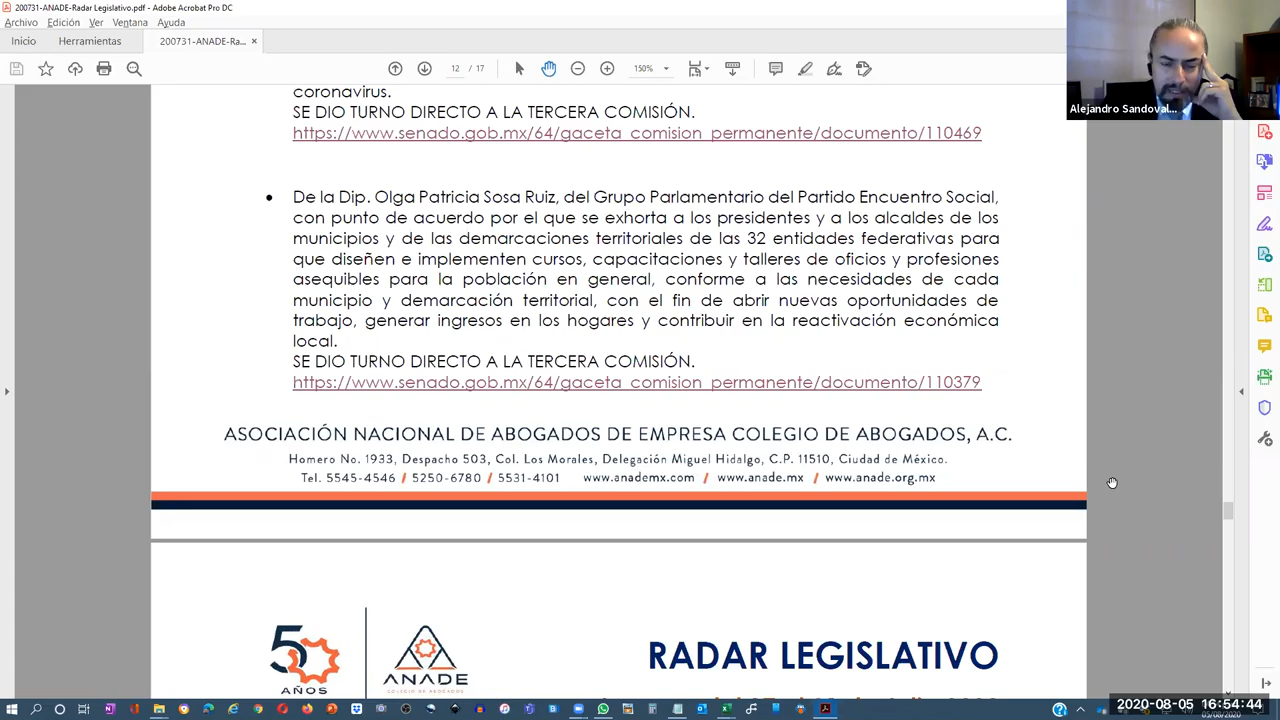 200731-ANADE-Radar Legislativo.pdf - Adobe Acrobat Pro DC
Archivo Edición Ver Ventana Ayuda
Inicio Herramientas 200731-ANADE-Ra... ×
12 / 17 150%
Alejandro Sandoval...
coronavirus.
SE DIO TURNO DIRECTO A LA TERCERA COMISIÓN.
https://www.senado.gob.mx/64/gaceta_comision_permanente/documento/110469
• De la Dip. Olga Patricia Sosa Ruiz, del Grupo Parlamentario del Partido Encuentro Social,
con punto de acuerdo por el que se exhorta a los presidentes y a los alcaldes de los
municipios y de las demarcaciones territoriales de las 32 entidades federativas para
que diseñen e implementen cursos, capacitaciones y talleres de oficios y profesiones
asequibles para la población en general, conforme a las necesidades de cada
municipio y demarcación territorial, con el fin de abrir nuevas oportunidades de
trabajo, generar ingresos en los hogares y contribuir en la reactivación económica
local.
SE DIO TURNO DIRECTO A LA TERCERA COMISIÓN.
https://www.senado.gob.mx/64/gaceta_comision_permanente/documento/110379
ASOCIACIÓN NACIONAL DE ABOGADOS DE EMPRESA COLEGIO DE ABOGADOS, A.C.
Homero No. 1933, Despacho 503, Col. Los Morales, Delegación Miguel Hidalgo, C.P. 11510, Ciudad de México.
Tel. 5545-4546 / 5250-6780 / 5531-4101 www.anademx.com / www.anade.mx / www.anade.org.mx
50 AÑOS
ANADE
COLEGIO DE ABOGADOS
RADAR LEGISLATIVO
2020-08-05 16:54:44
05/08/2020